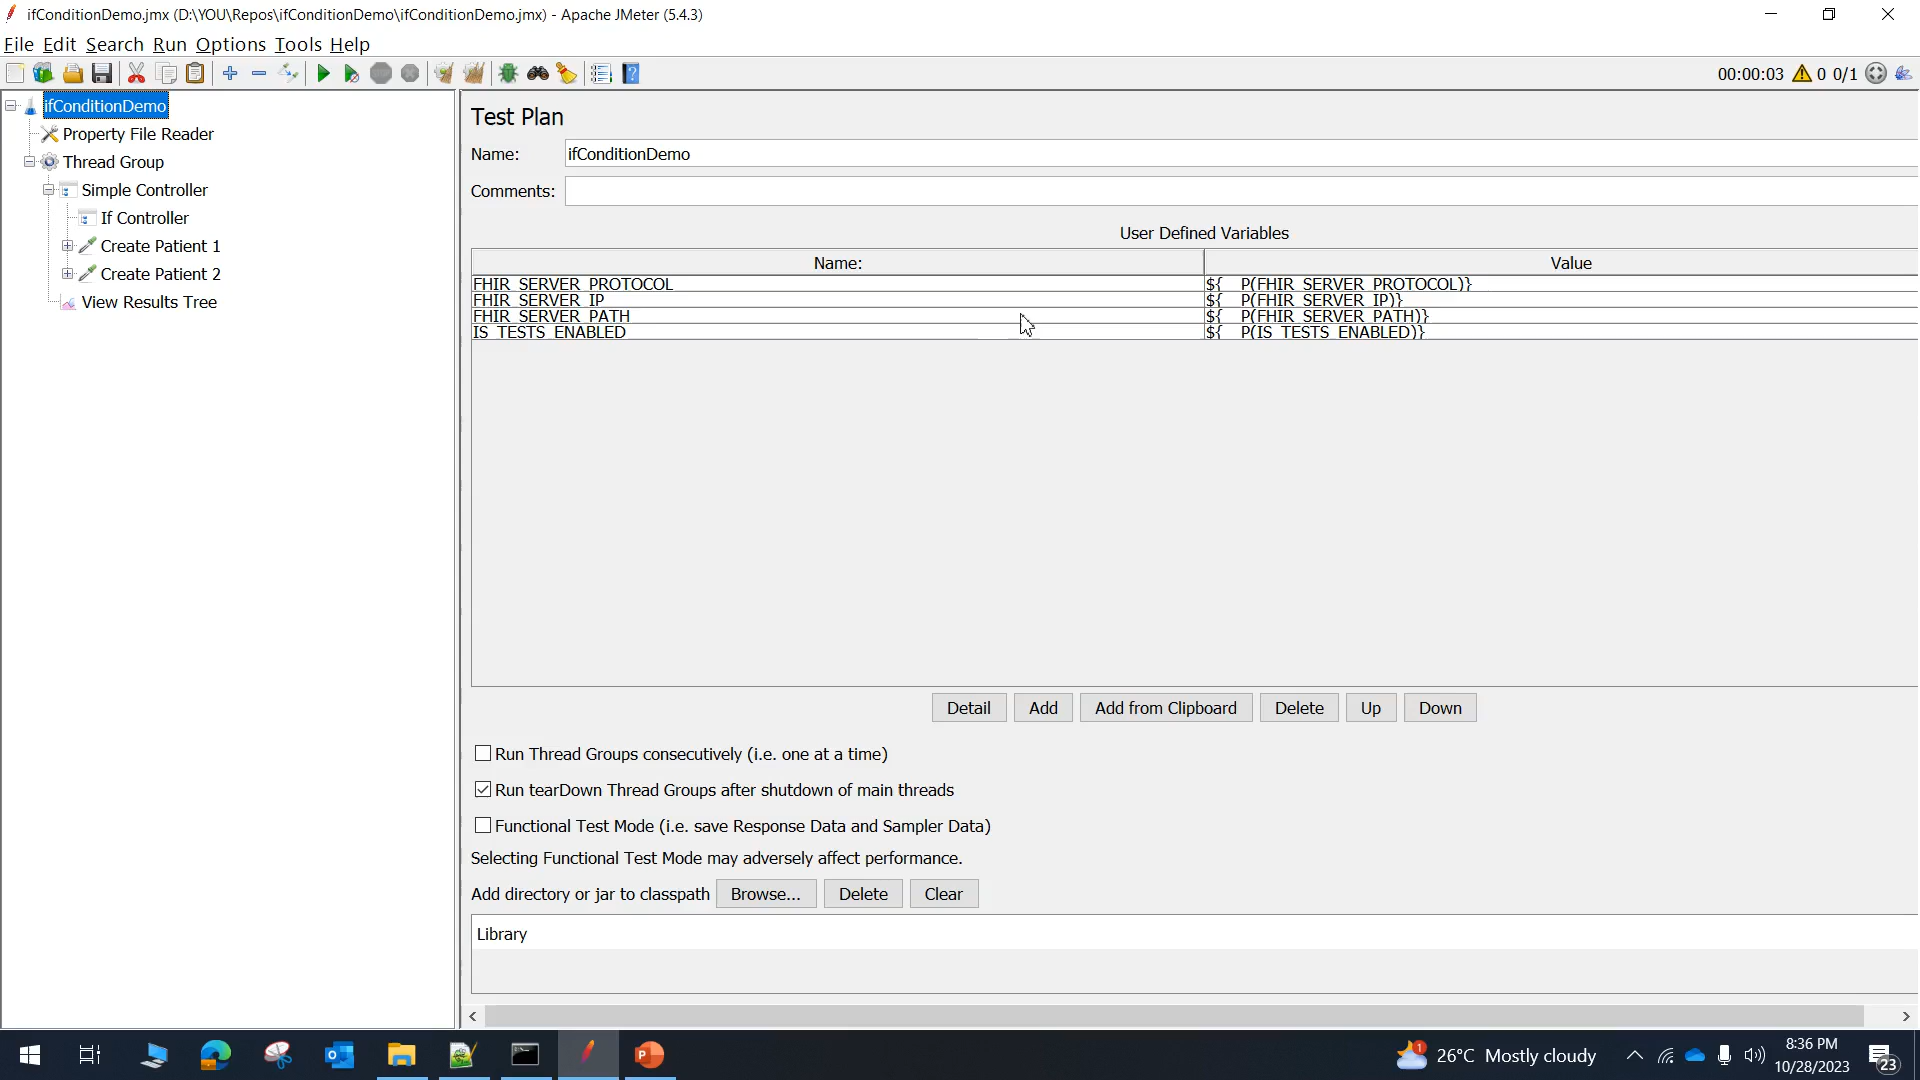 ifConditionDemo.jmx (D:\YOU\Repos\ifConditionDemo\ifConditionDemo.jmx) - Apache JMeter (5.4.3)
File Edit Search Run Options Tools Help
00:00:03 0 0/1
ifConditionDemo
Property File Reader
Thread Group
Simple Controller
If Controller
Create Patient 1
Create Patient 2
View Results Tree
Test Plan
Name: ifConditionDemo
Comments:
User Defined Variables
Name: Value
FHIR_SERVER_PROTOCOL ${__P(FHIR_SERVER_PROTOCOL)}
FHIR_SERVER_IP ${__P(FHIR_SERVER_IP)}
FHIR_SERVER_PATH ${__P(FHIR_SERVER_PATH)}
IS_TESTS_ENABLED ${__P(IS_TESTS_ENABLED)}
Detail Add Add from Clipboard Delete Up Down
Run Thread Groups consecutively (i.e. one at a time)
Run tearDown Thread Groups after shutdown of main threads
Functional Test Mode (i.e. save Response Data and Sampler Data)
Selecting Functional Test Mode may adversely affect performance.
Add directory or jar to classpath Browse... Delete Clear
Library
1 26°C Mostly cloudy
8:36 PM
10/28/2023
23